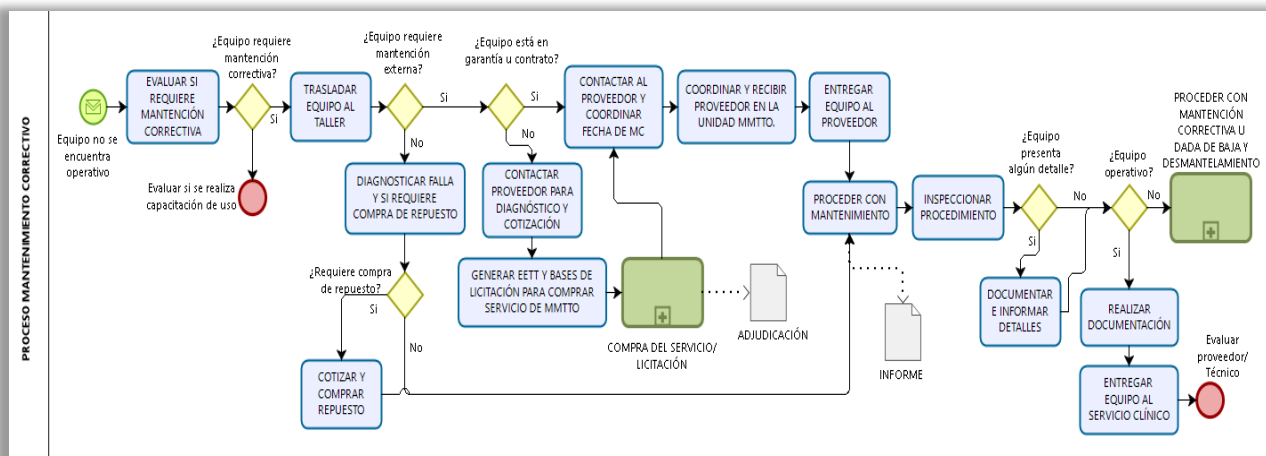 PROCESO MANTENIMIENTO CORRECTIVO
Equipo no se
encuentra
operativo
EVALUAR SI
REQUIERE
MANTENCIÓN
CORRECTIVA
¿Equipo requiere
mantención
correctiva?
Si
Evaluar si se realiza
capacitación de uso
TRASLADAR
EQUIPO AL
TALLER
¿Equipo requiere
mantención
externa?
Si
No
DIAGNOSTICAR FALLA
Y SI REQUIERE
COMPRA DE REPUESTO
¿Requiere compra
de repuesto?
Si
No
COTIZAR Y
COMPRAR
REPUESTO
¿Equipo está en
garantía u contrato?
Si
No
CONTACTAR
PROVEEDOR PARA
DIAGNÓSTICO Y
COTIZACIÓN
GENERAR EETT Y BASES DE
LICITACIÓN PARA COMPRAR
SERVICIO DE MMTTO
COMPRA DEL SERVICIO/
LICITACIÓN
ADJUDICACIÓN
CONTACTAR AL
PROVEEDOR Y
COORDINAR
FECHA DE MC
COORDINAR Y RECIBIR
PROVEEDOR EN LA
UNIDAD MMTTO.
ENTREGAR
EQUIPO AL
PROVEEDOR
PROCEDER CON
MANTENIMIENTO
INFORME
INSPECCIONAR
PROCEDIMIENTO
¿Equipo
presenta
algún detalle?
No
Si
DOCUMENTAR
E INFORMAR
DETALLES
¿Equipo
operativo?
No
Si
PROCEDER CON
MANTENCIÓN
CORRECTIVA U
DADA DE BAJA Y
DESMANTELAMIENTO
REALIZAR
DOCUMENTACIÓN
ENTREGAR
EQUIPO AL
SERVICIO CLÍNICO
Evaluar
proveedor/
Técnico